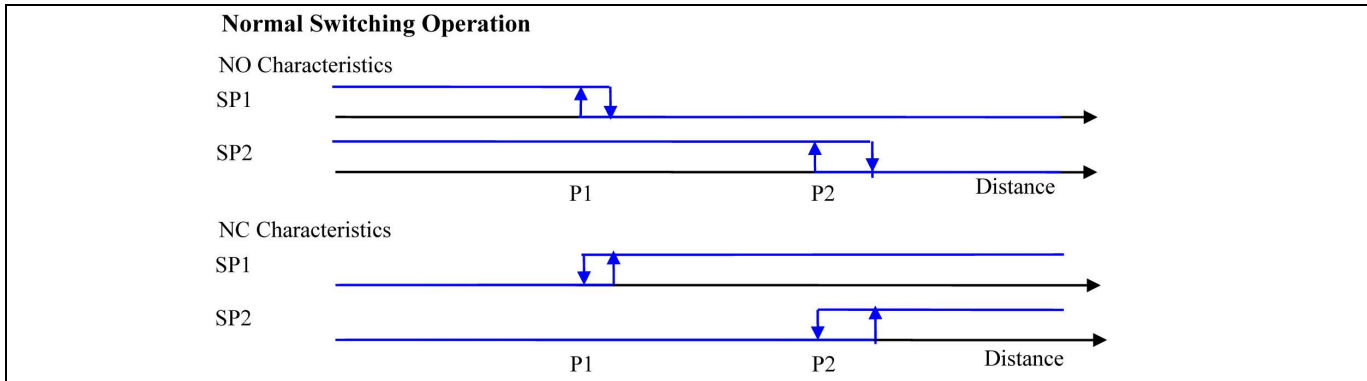 Normal Switching Operation
NO Characteristics
SP1
SP2
P1 P2 Distance
NC Characteristics
SP1
SP2
P1 P2 Distance